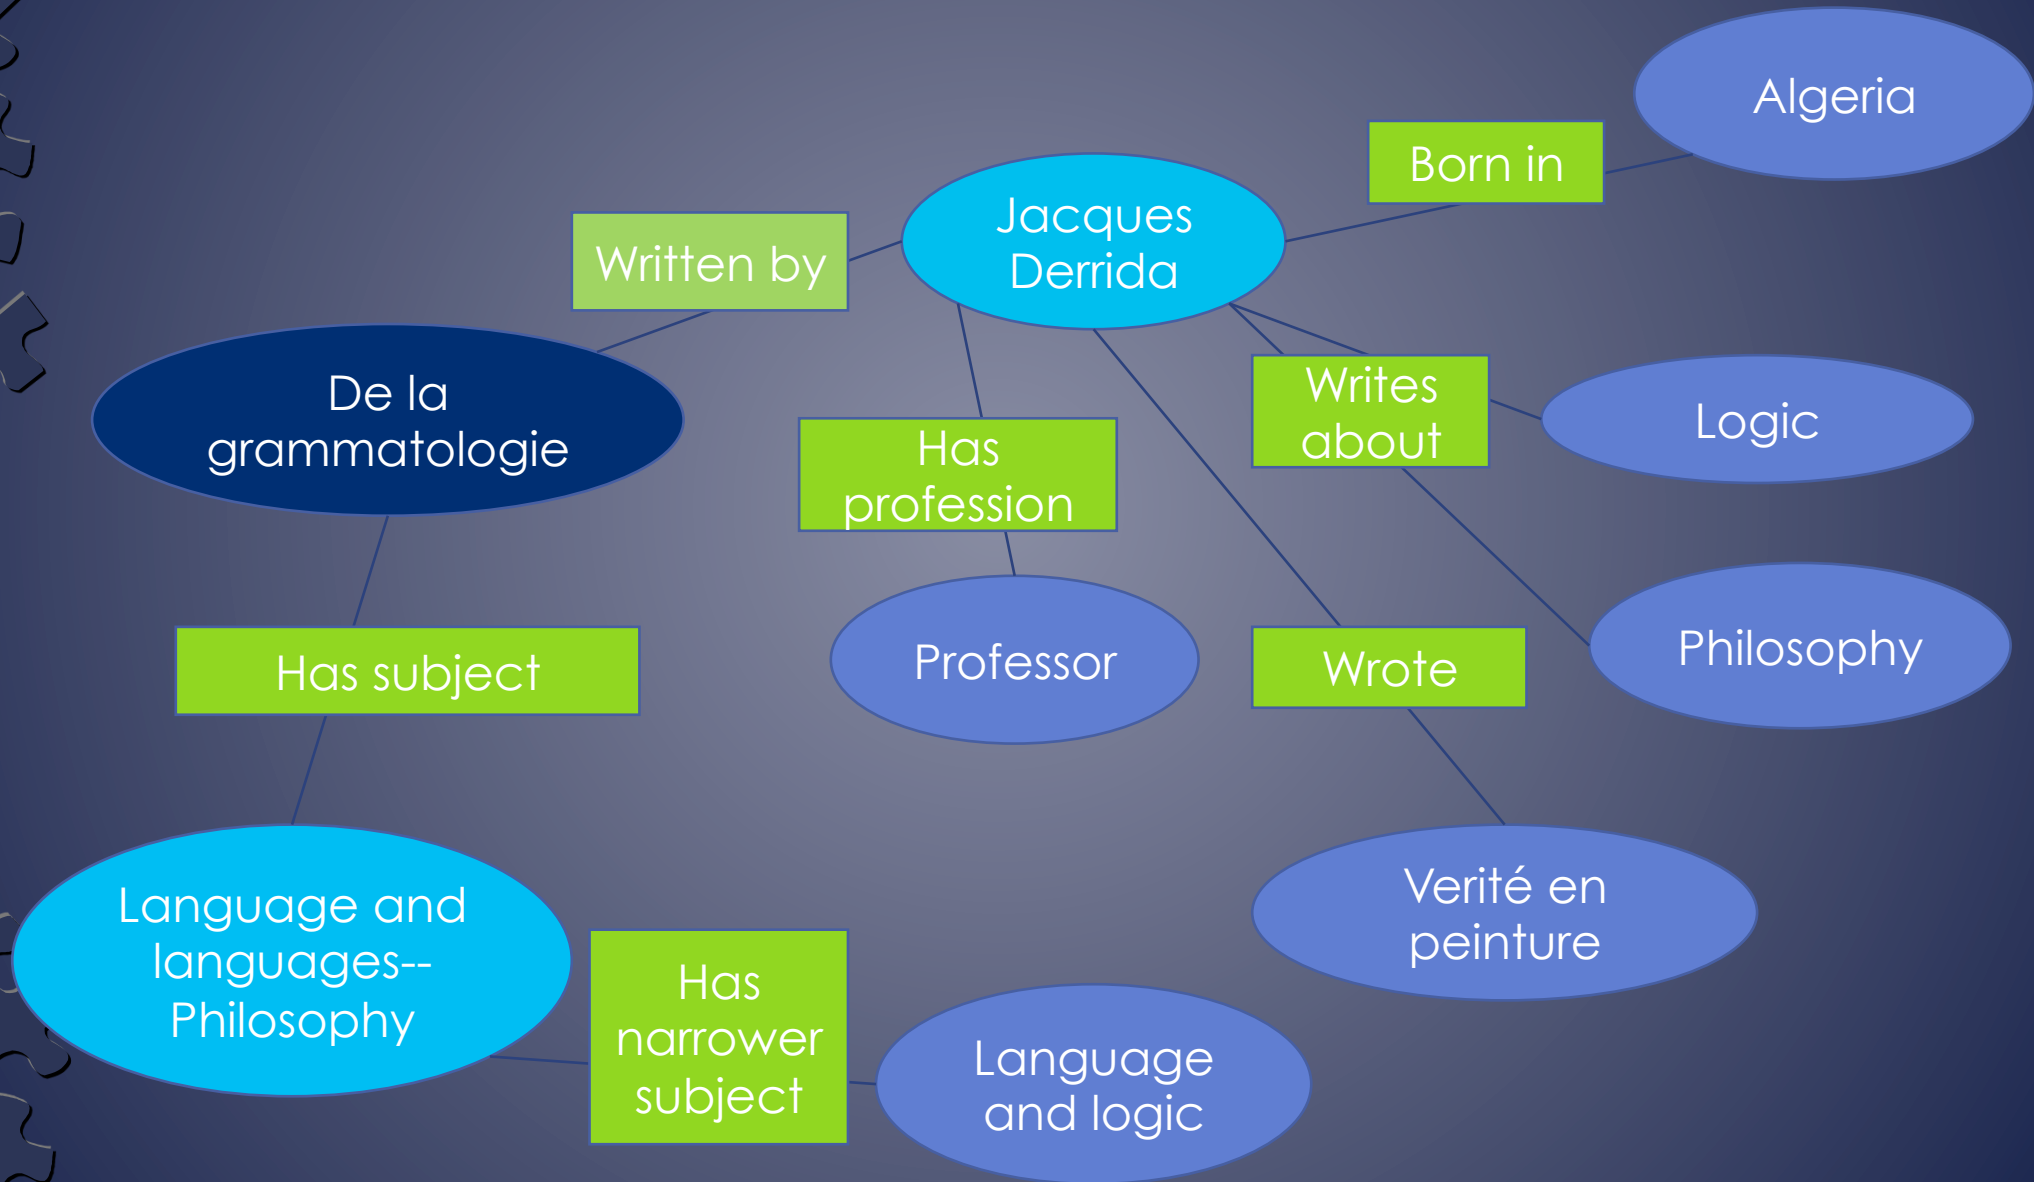 Algeria
Born in
Jacques
Derrida
Written by
De la
grammatologie
Writes
about
Logic
Has
profession
Philosophy
Has subject
Professor
Wrote
Verité en
peinture
Language and
languages--
Philosophy
Has
narrower
subject
Language
and logic